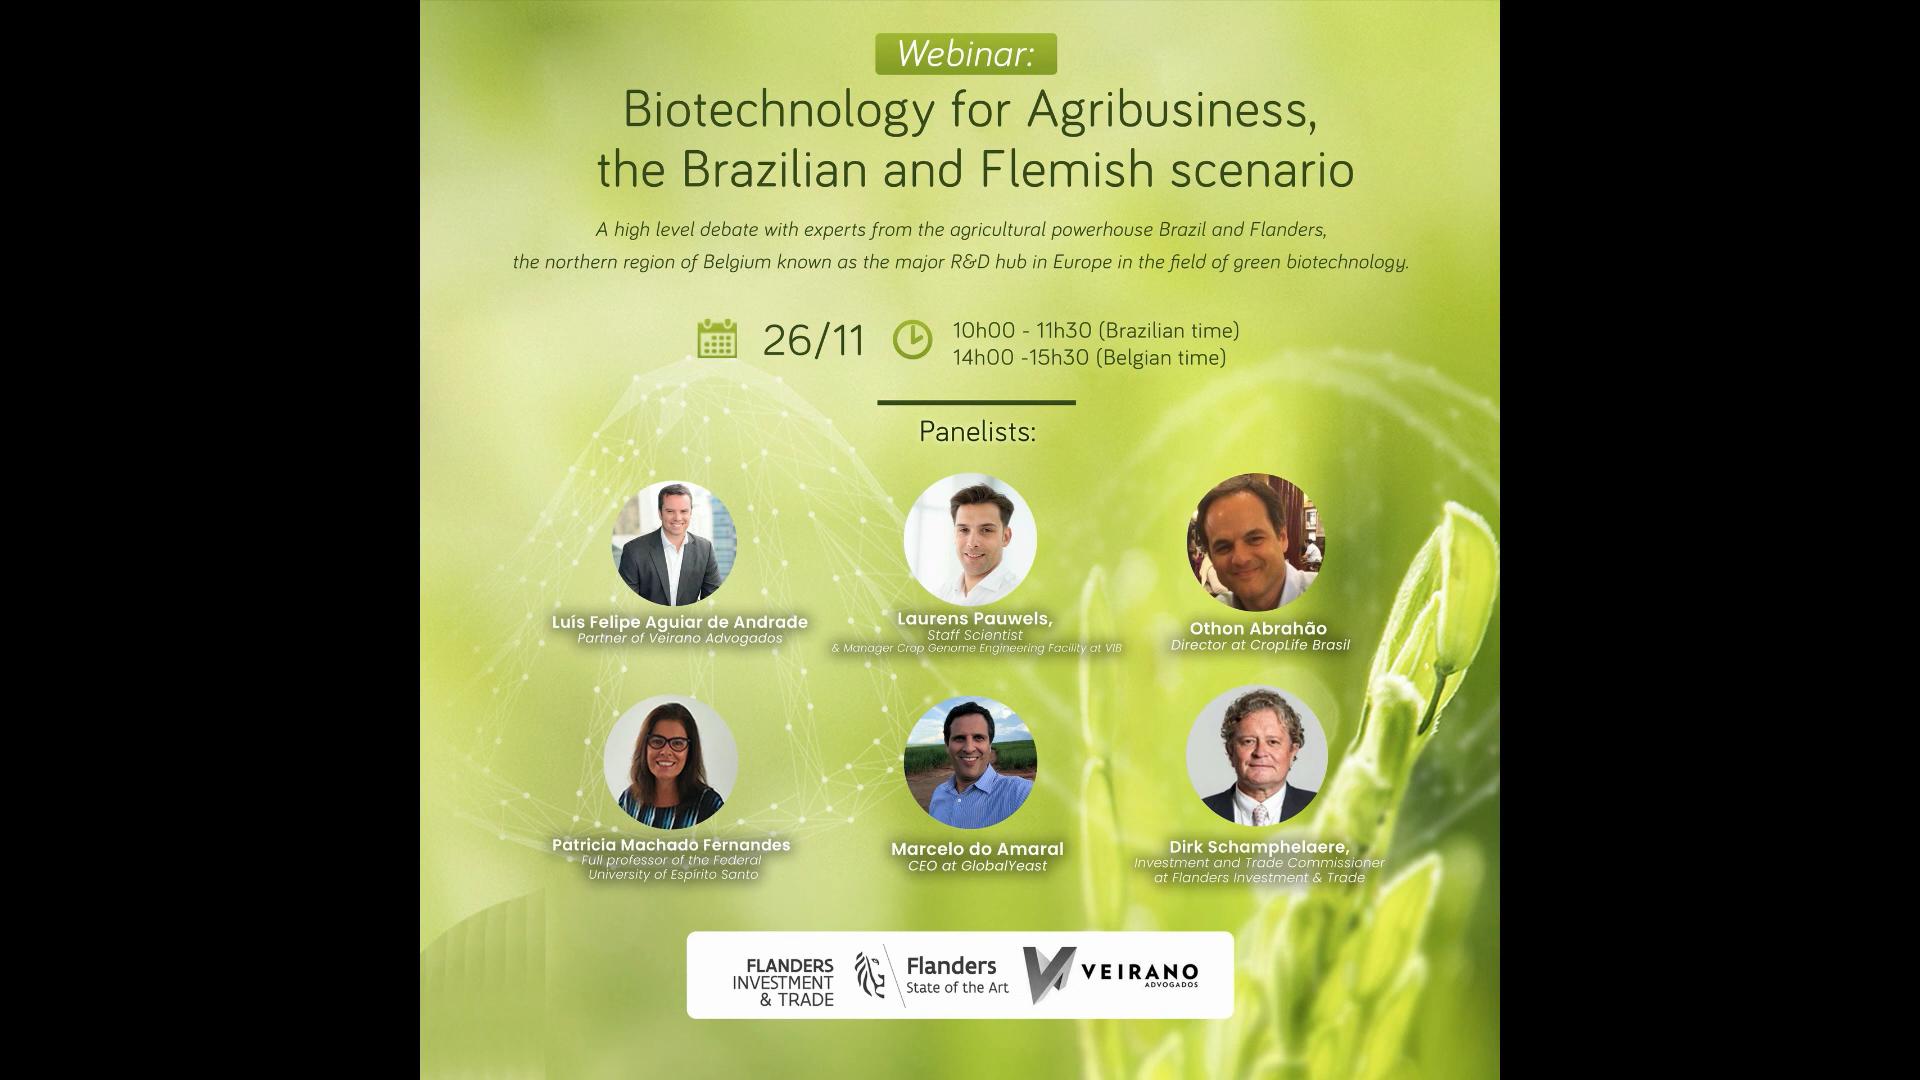 Webinar:
Biotechnology for Agribusiness,
the Brazilian and Flemish scenario
A high level debate with experts from the agricultural powerhouse Brazil and Flanders,
the northern region of Belgium known as the major R&D hub in Europe in the field of green biotechnology.
26/11
10h00 - 11h30 (Brazilian time)
14h00 -15h30 (Belgian time)
Panelists:
Luís Felipe Aguiar de Andrade
Partner of Veirano Advogados
Laurens Pauwels,
Staff Scientist
& Manager Crop Genome Engineering Facility at VIB
Othon Abrahão
Director at CropLife Brasil
Patricia Machado Fernandes
Full professor of the Federal
University of Espírito Santo
Marcelo do Amaral
CEO at GlobalYeast
Dirk Schamphelaere,
Investment and Trade Commissioner
at Flanders Investment & Trade
FLANDERS
INVESTMENT
& TRADE
Flanders
State of the Art
VEIRANO
ADVOGADOS